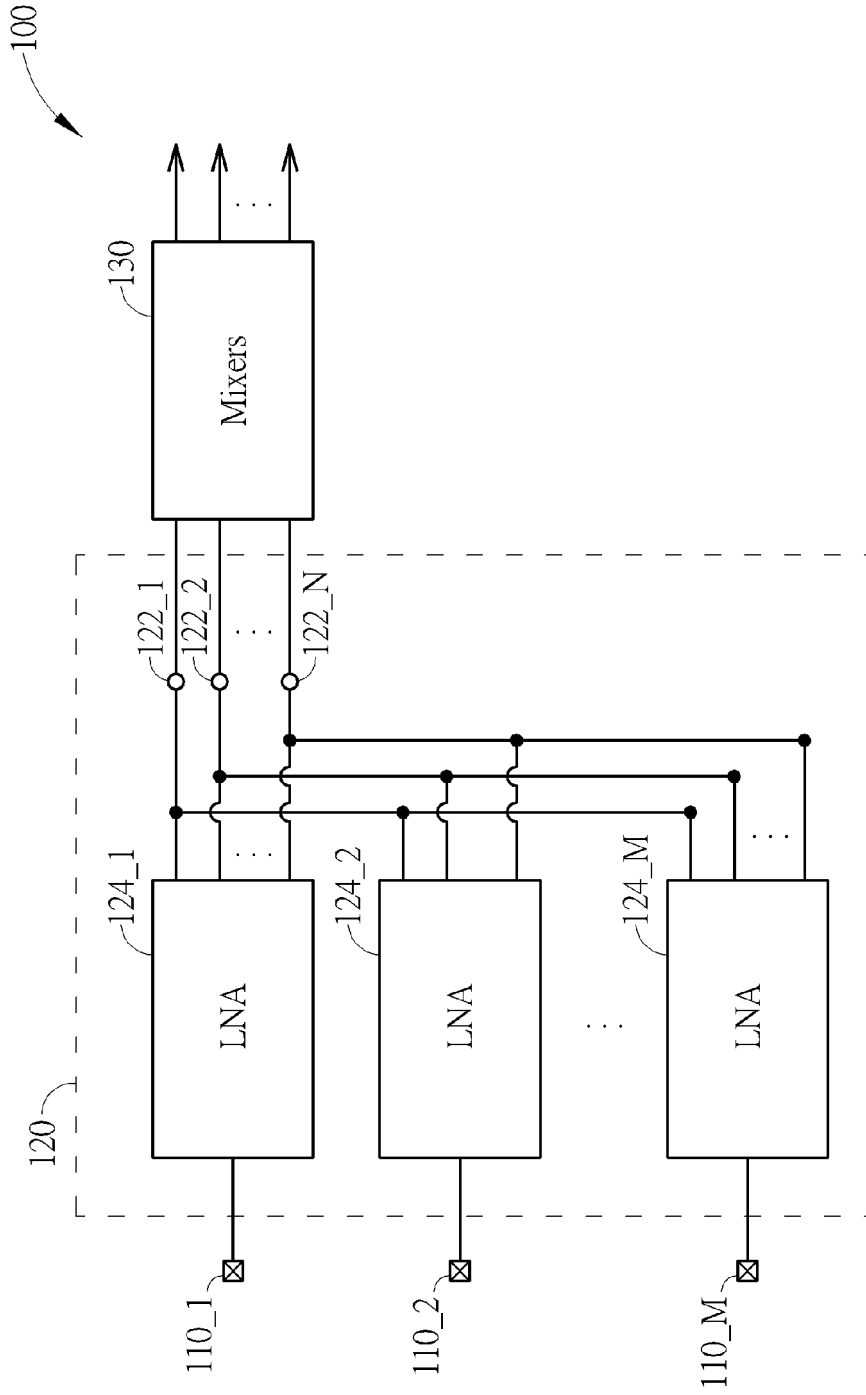 100
120
130
124_1
122_1
122_2
. . .
122_N
LNA
. . .
Mixers
. . .
110_1
124_2
LNA
110_2
. . .
124_M
LNA
. . .
110_M